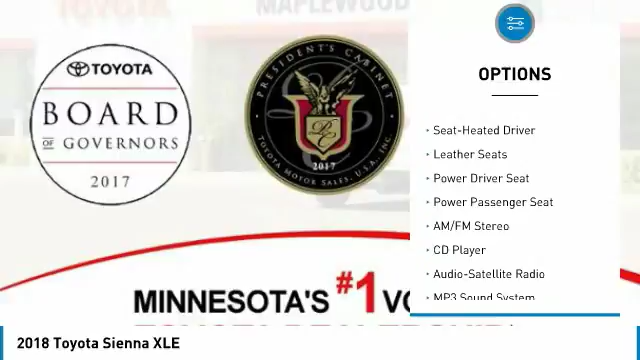 TOYOTA
MAPLEWOOD
TOYOTA
BOARD
OF GOVERNORS
2017
PRESIDENT'S CABINET
PC
2017
TOYOTA MOTOR SALES, U.S.A., INC.
MINNESOTA'S #1
OPTIONS
• Seat-Heated Driver
• Leather Seats
• Power Driver Seat
• Power Passenger Seat
• AM/FM Stereo
• CD Player
• Audio-Satellite Radio
• MP3 Sound System
2018 Toyota Sienna XLE